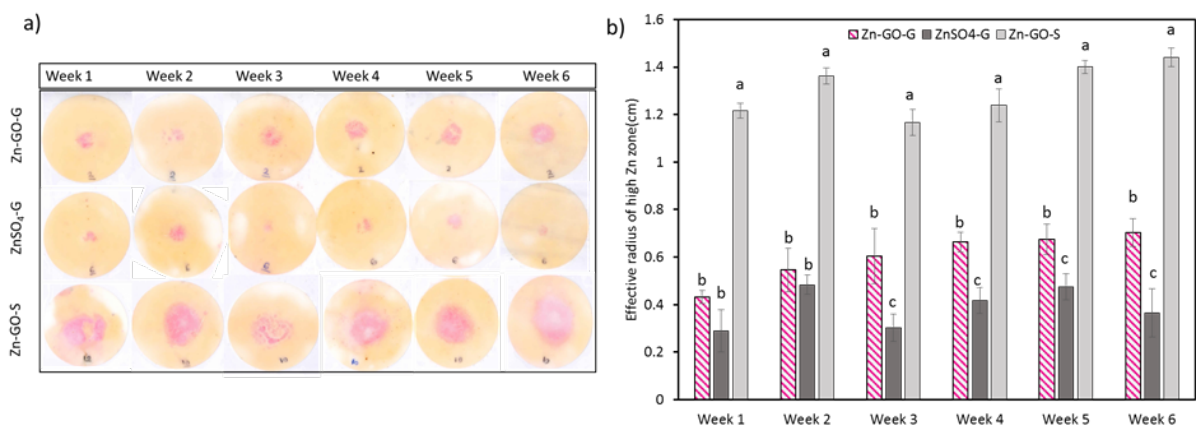 a)
Week 1 Week 2 Week 3 Week 4 Week 5 Week 6
Zn-GO-G
ZnSO₄-G
Zn-GO-S
b)
Effective radius of high Zn zone(cm)
Zn-GO-G ZnSO4-G Zn-GO-S
1.6
1.4
1.2
1
0.8
0.6
0.4
0.2
0
b b a
b b a
b c a
b c a
b c a
b c a
Week 1 Week 2 Week 3 Week 4 Week 5 Week 6